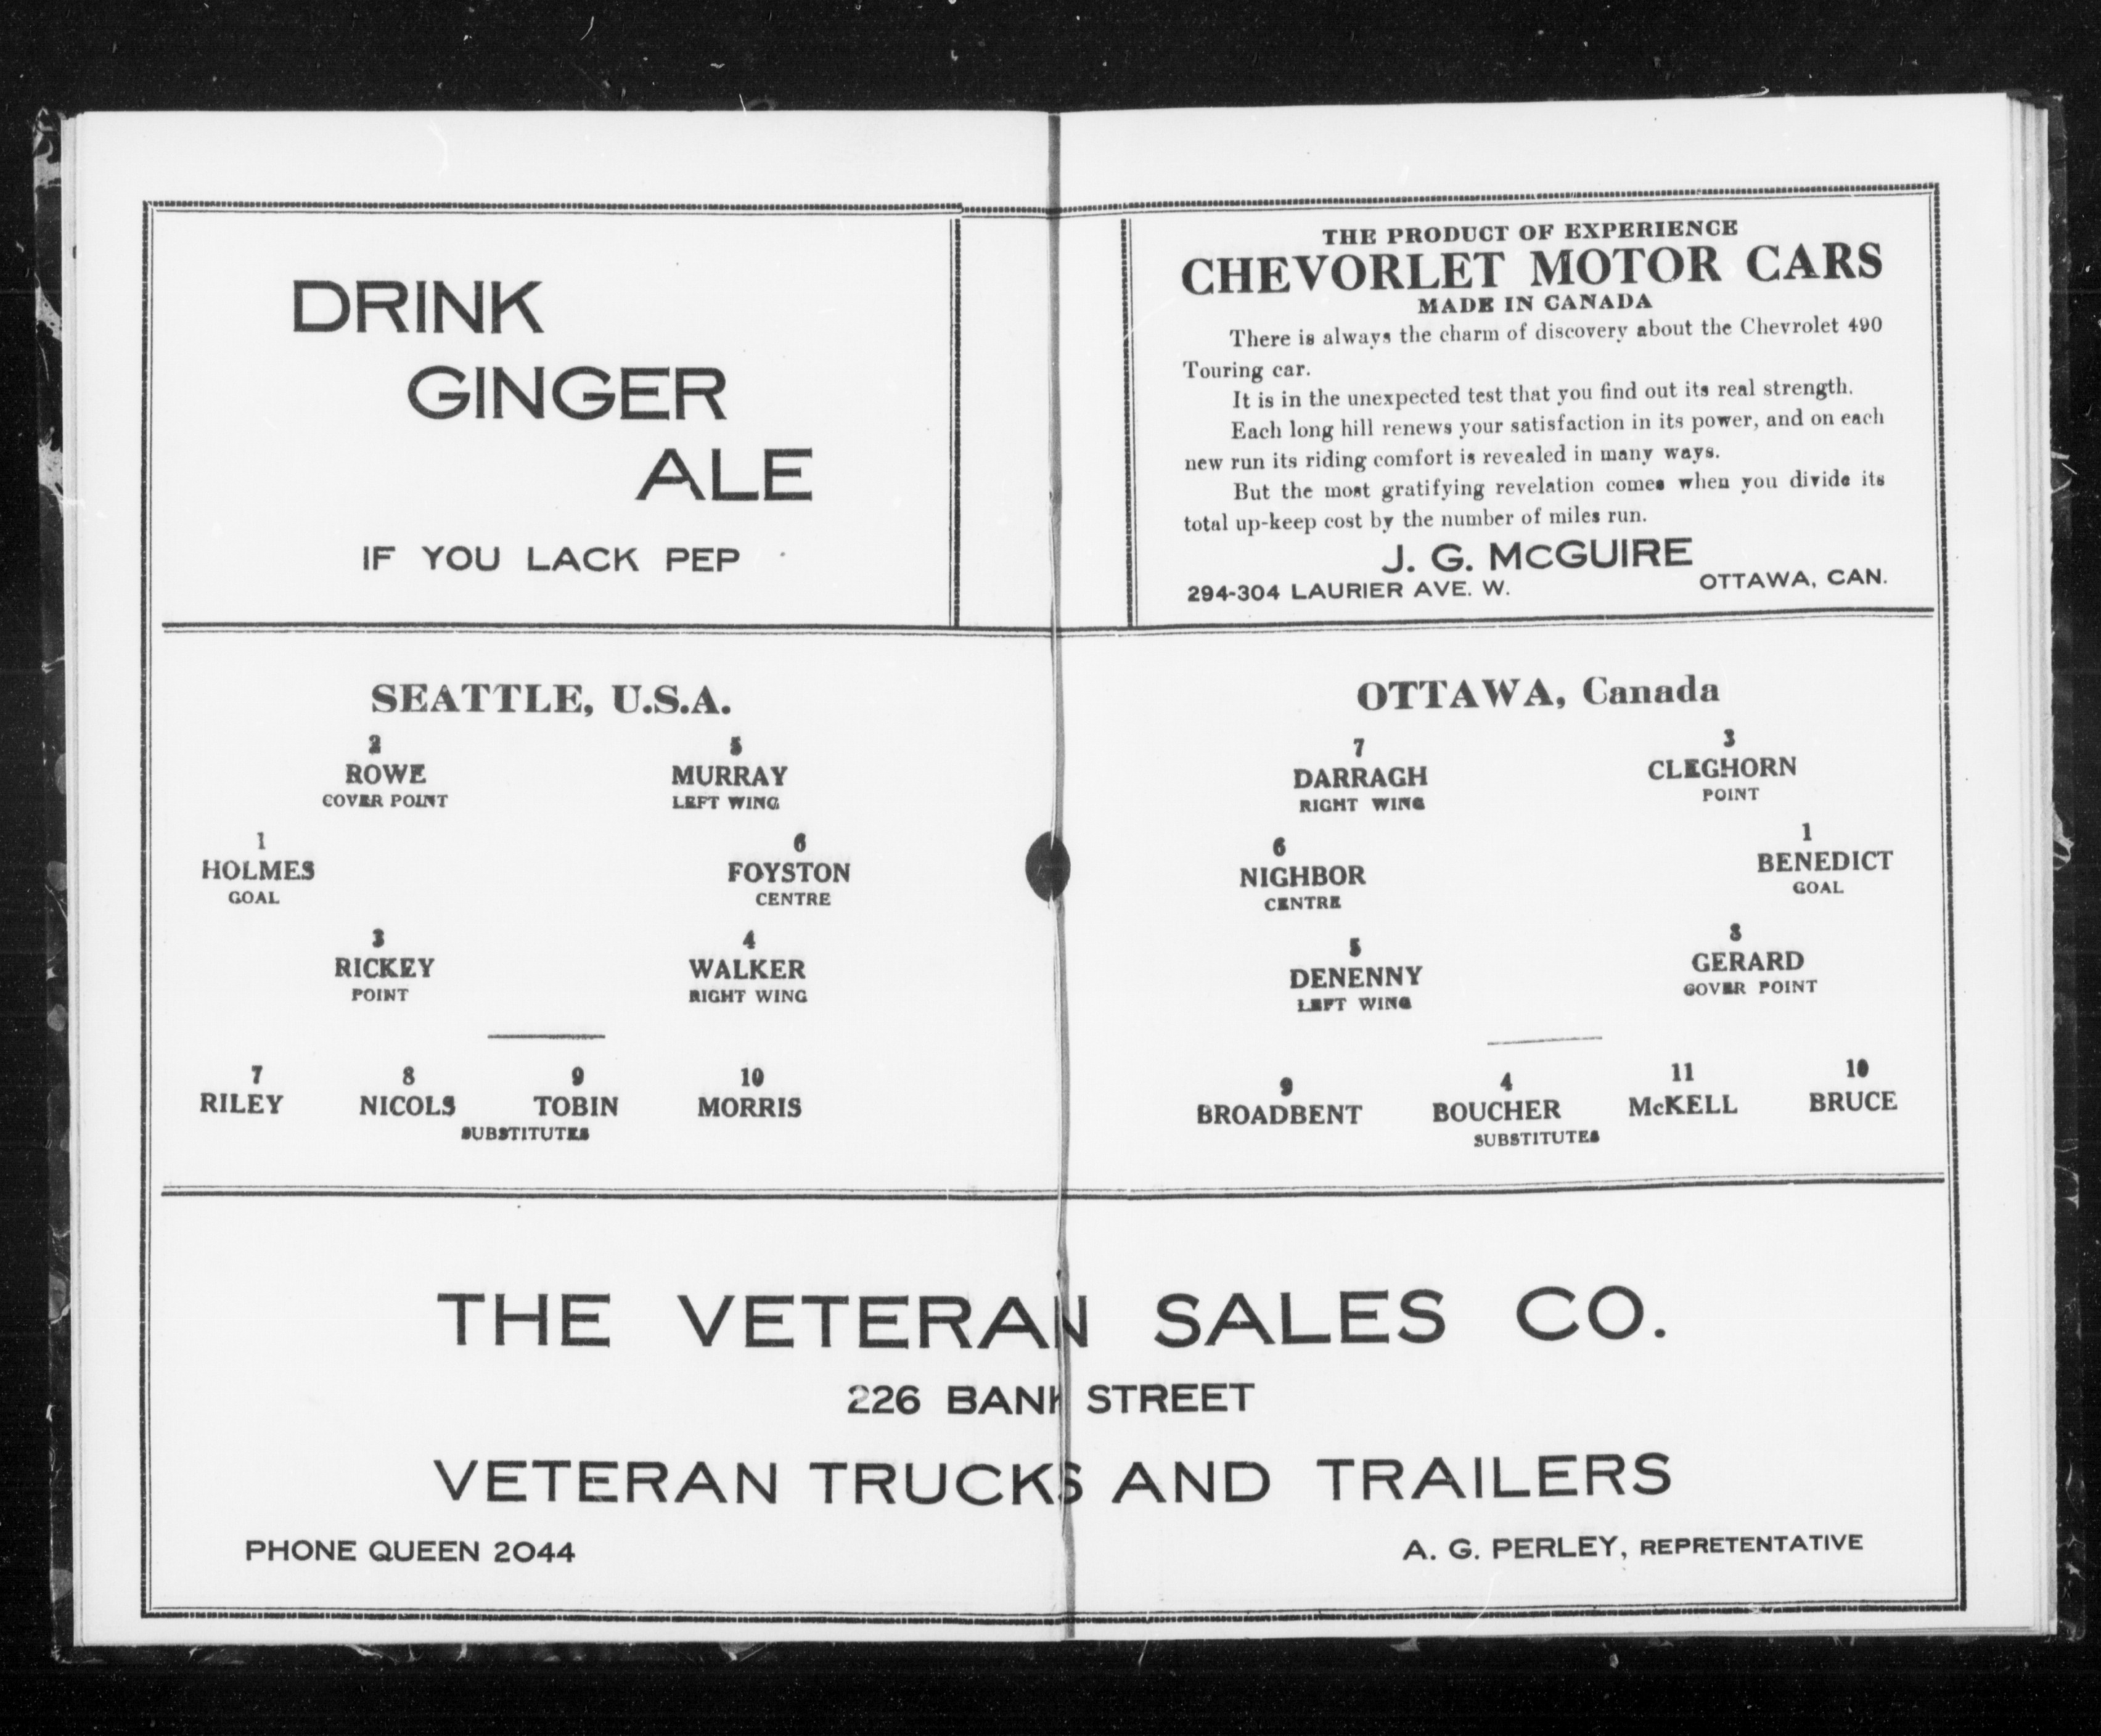 DRINK
GINGER
ALE
IF YOU LACK PEP
THE PRODUCT OF EXPERIENCE
CHEVORLET MOTOR CARS
MADE IN CANADA
There is always the charm of discovery about the Chevrolet 490
Touring car.
It is in the unexpected test that you find out its real strength.
Each long hill renews your satisfaction in its power, and on each
new run its riding comfort is revealed in many ways.
But the most gratifying revelation comes when you divide its
total up-keep cost by the number of miles run.
J. G. McGUIRE
294-304 LAURIER AVE. W. OTTAWA, CAN.
SEATTLE, U.S.A.
2 5
ROWE MURRAY
COVER POINT LEFT WING
1 6
HOLMES FOYSTON
GOAL CENTRE
3 4
RICKEY WALKER
POINT RIGHT WING
7 8 9 10
RILEY NICOLS TOBIN MORRIS
SUBSTITUTES
OTTAWA, Canada
7 3
DARRAGH CLEGHORN
RIGHT WING POINT
6 1
NIGHBOR BENEDICT
CENTRE GOAL
5 8
DENENNY GERARD
LEFT WING COVER POINT
9 4 11 10
BROADBENT BOUCHER McKELL BRUCE
SUBSTITUTES
THE VETERAN SALES CO.
226 BANK STREET
VETERAN TRUCKS AND TRAILERS
PHONE QUEEN 2044 A. G. PERLEY, REPRETENTATIVE